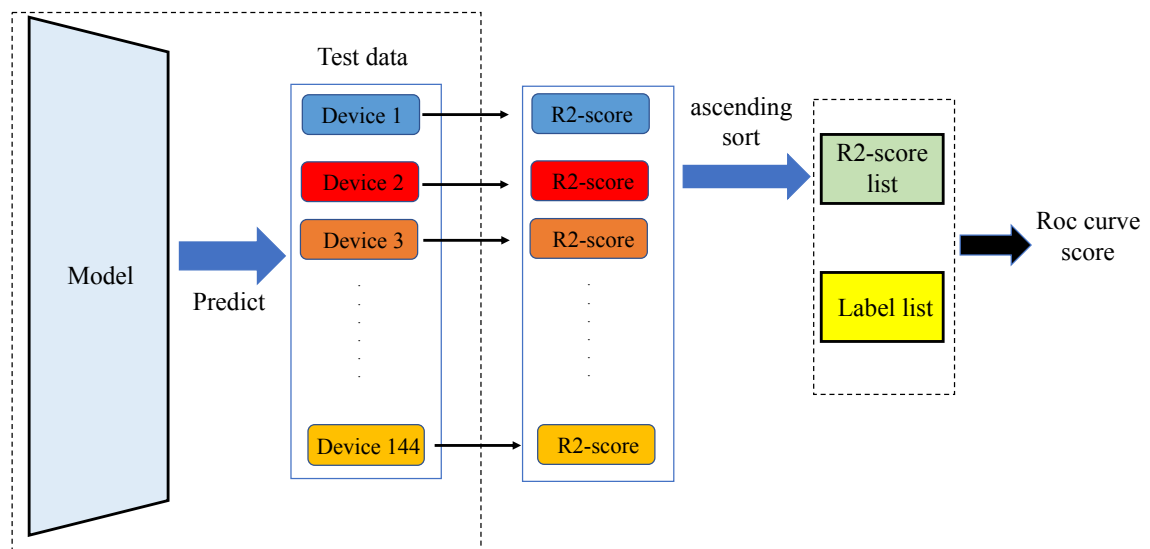 Model
Predict
Test data
Device 1
Device 2
Device 3
Device 144
R2-score
R2-score
R2-score
R2-score
ascending
sort
R2-score
list
Label list
Roc curve
score